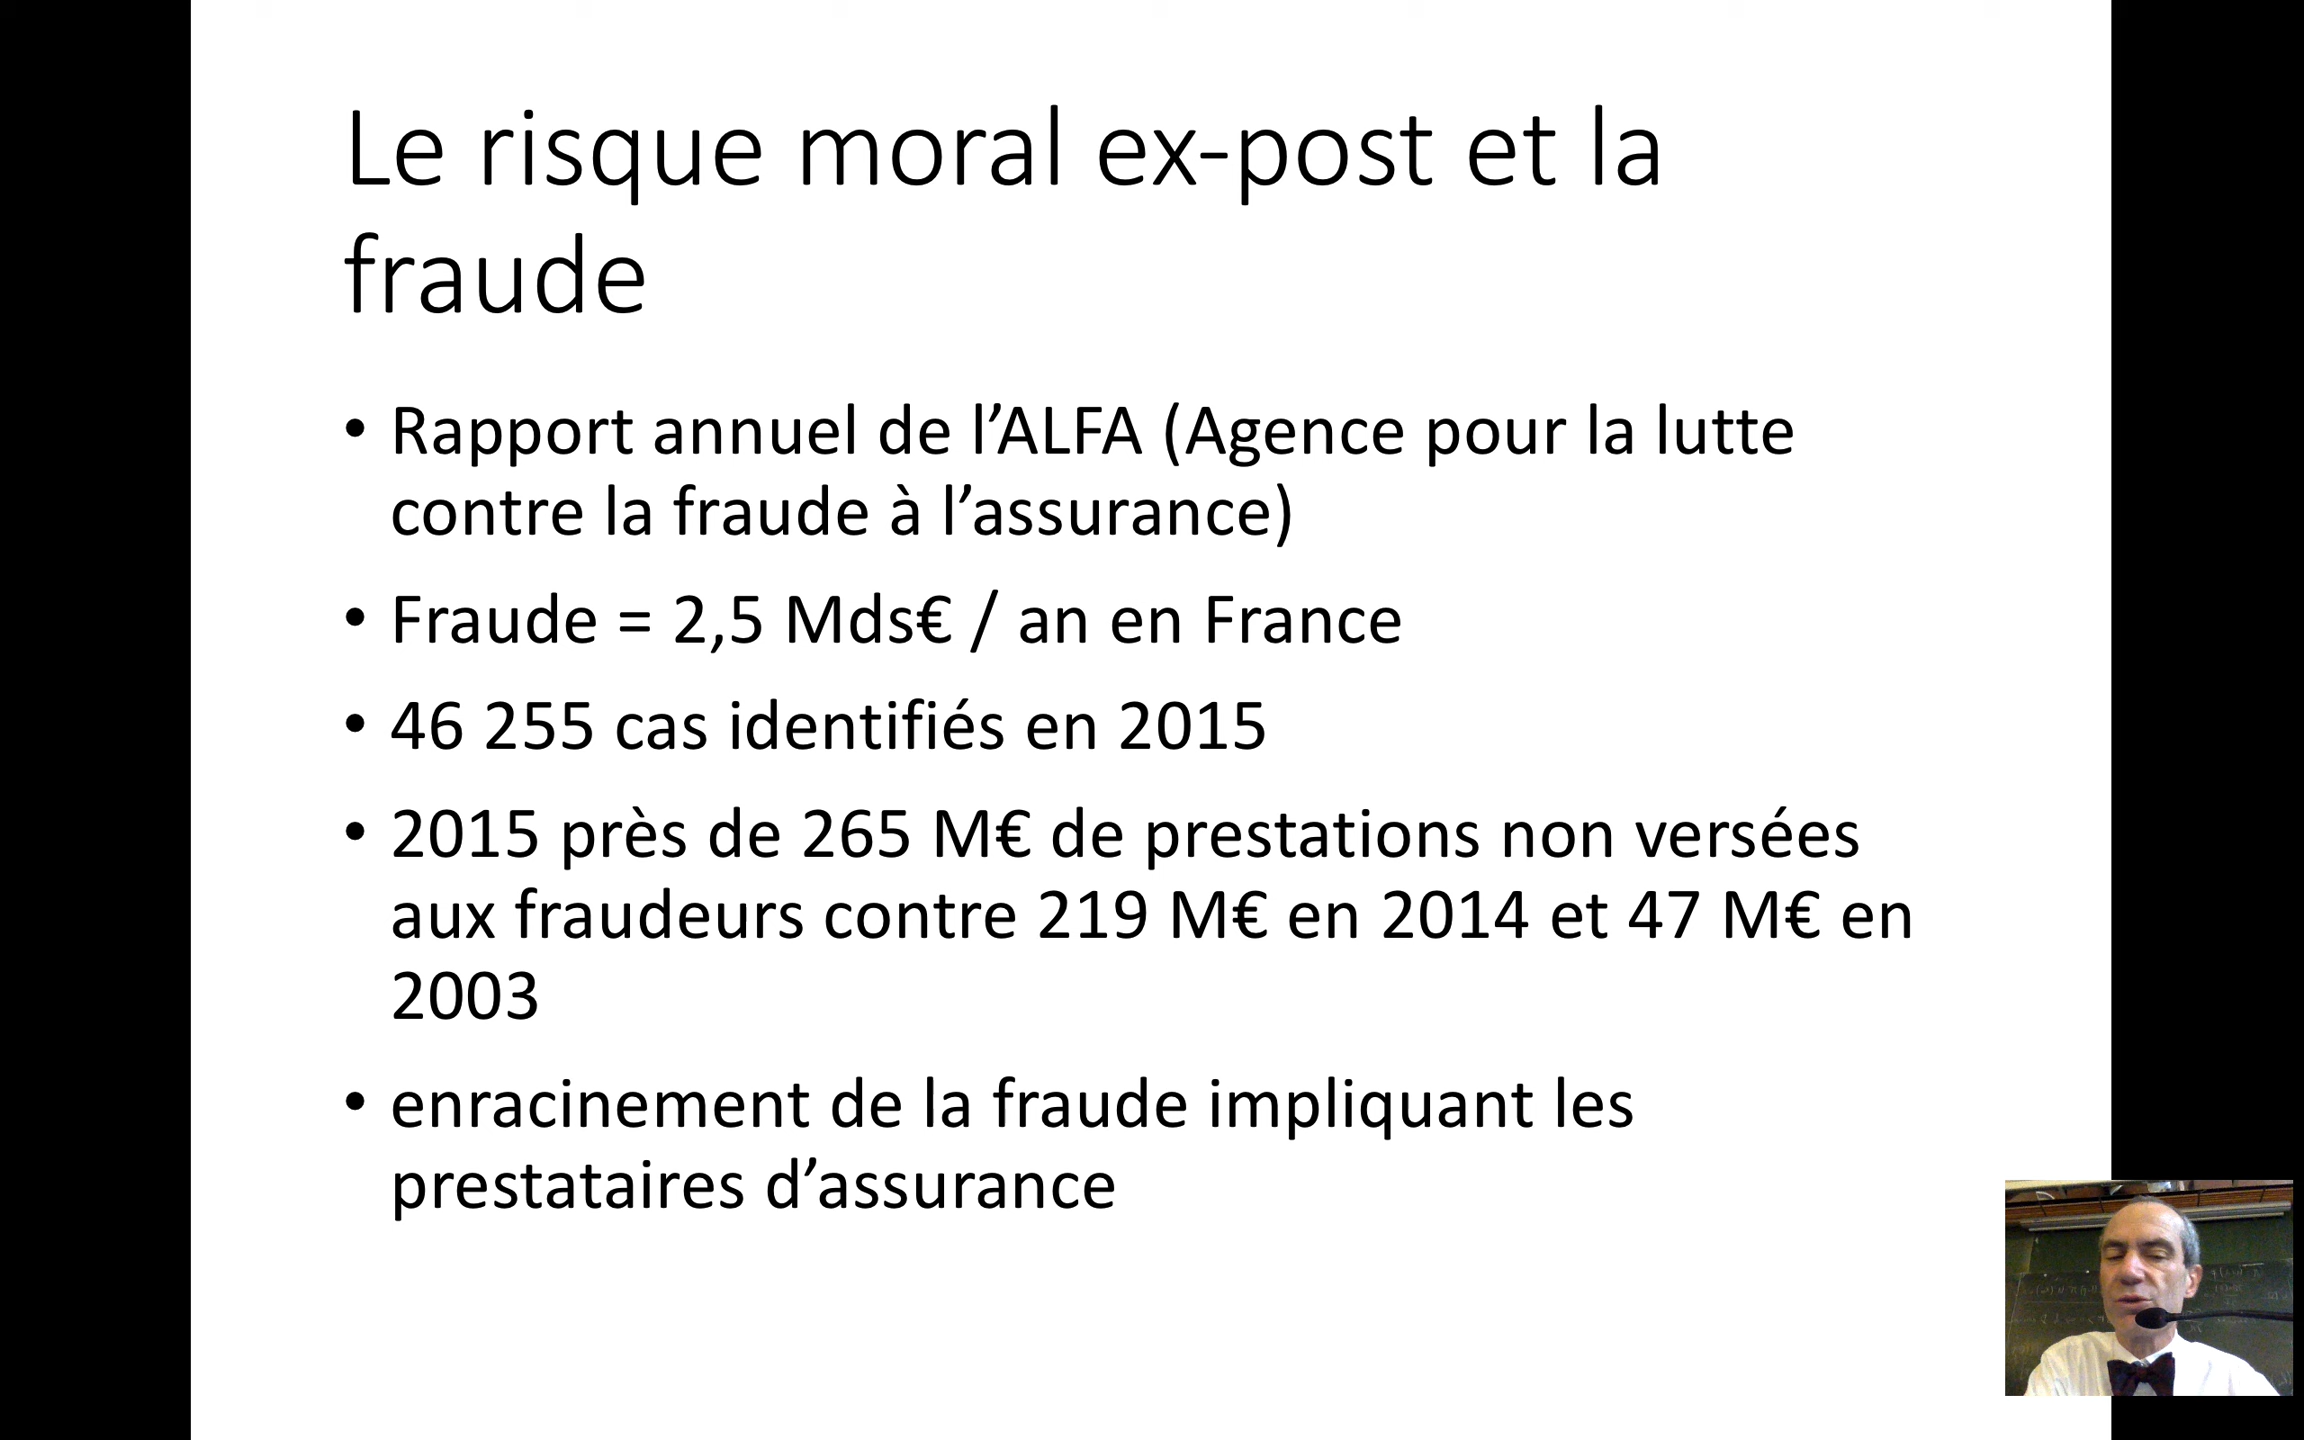 Le risque moral ex-post et la
fraude
• Rapport annuel de l’ALFA (Agence pour la lutte
contre la fraude à l’assurance)
• Fraude = 2,5 Mds€ / an en France
• 46 255 cas identifiés en 2015
• 2015 près de 265 M€ de prestations non versées
aux fraudeurs contre 219 M€ en 2014 et 47 M€ en
2003
• enracinement de la fraude impliquant les
prestataires d’assurance